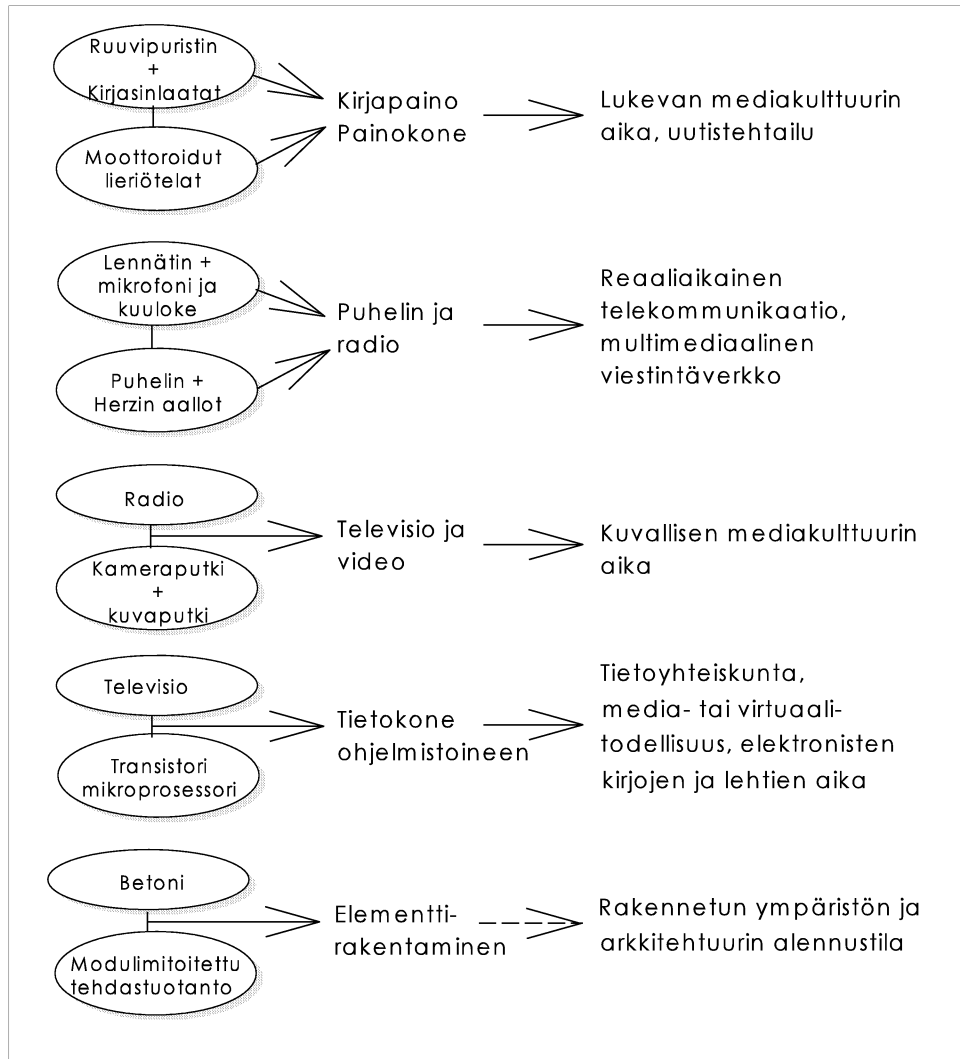 Ruuvipuristin
+
Kirjasinlaatat
Moottoroidut
lieriötelat
Kirjapaino
Painokone
Lukevan mediakulttuurin
aika, uutistehtailu
Lennätin +
mikrofoni ja
kuuloke
Puhelin +
Herzin aallot
Puhelin ja
radio
Reaaliaikainen
telekommunikaatio,
multimediaalinen
viestintäverkko
Radio
Kameraputki
+
kuvaputki
Televisio ja
video
Kuvallisen mediakulttuurin
aika
Televisio
Transistori
mikroprosessori
Tietokone
ohjelmistoineen
Tietoyhteiskunta,
media- tai virtuaali-
todellisuus, elektronisten
kirjojen ja lehtien aika
Betoni
Modulimitoitettu
tehdastuotanto
Elementti-
rakentaminen
Rakennetun ympäristön ja
arkkitehtuurin alennustila